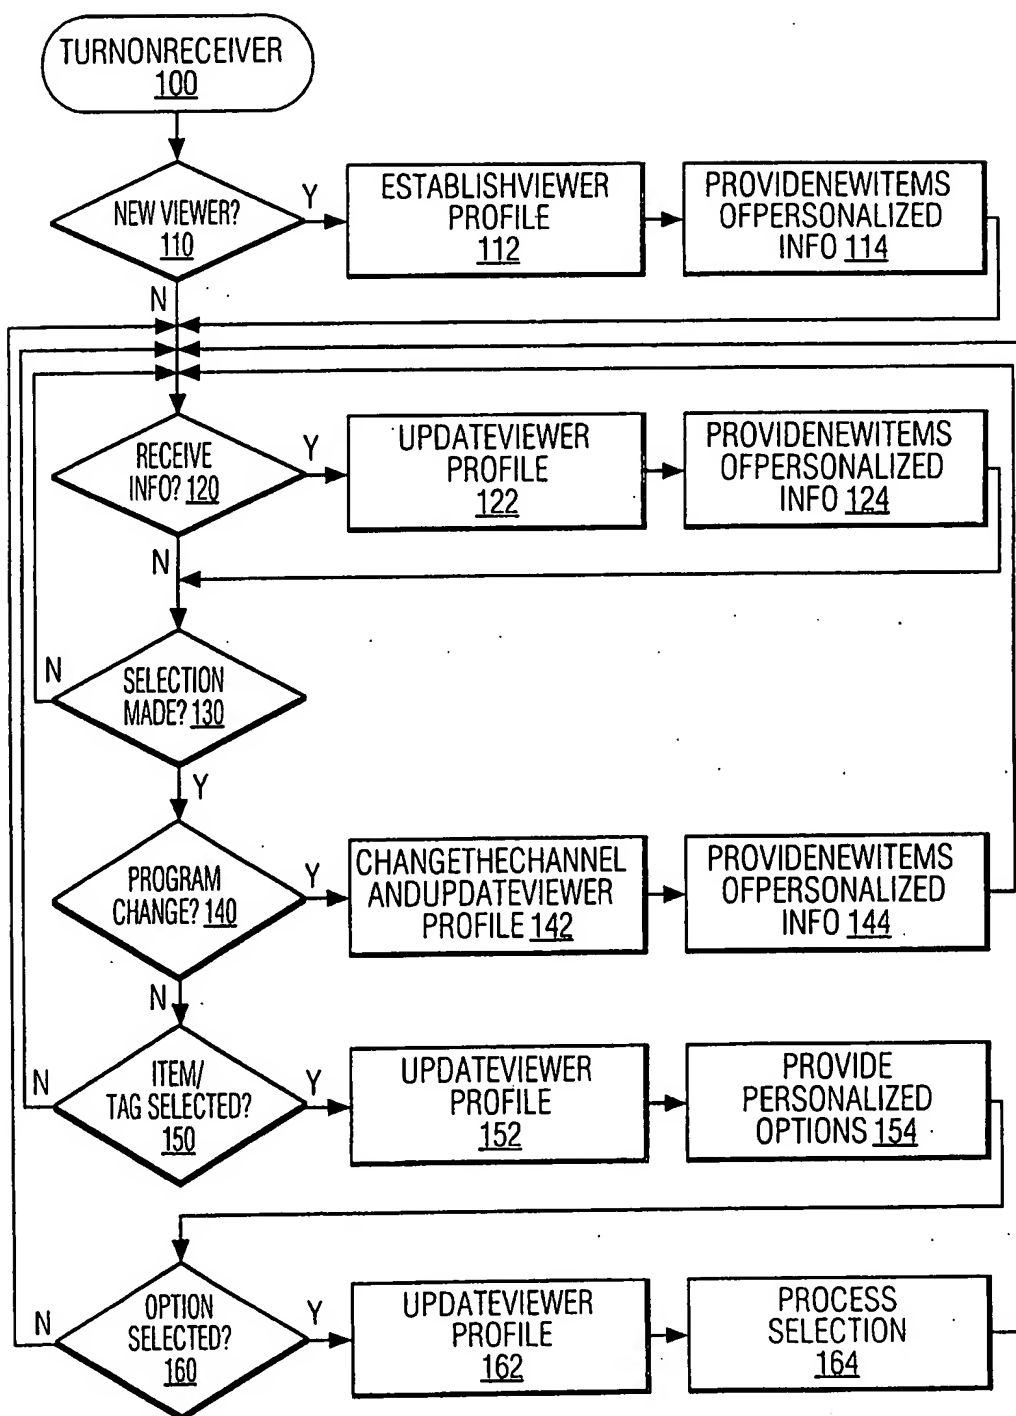 TURNONRECEIVER
100
NEW VIEWER?
110
Y
N
ESTABLISHVIEWER
PROFILE
112
PROVIDENEWITEMS
OFPERSONALIZED
INFO 114
RECEIVE
INFO? 120
Y
N
UPDATEVIEWER
PROFILE
122
PROVIDENEWITEMS
OFPERSONALIZED
INFO 124
SELECTION
MADE? 130
N
Y
PROGRAM
CHANGE? 140
Y
N
CHANGETHECHANNEL
ANDUPDATEVIEWER
PROFILE 142
PROVIDENEWITEMS
OFPERSONALIZED
INFO 144
ITEM/
TAG SELECTED?
150
N
Y
UPDATEVIEWER
PROFILE
152
PROVIDE
PERSONALIZED
OPTIONS 154
OPTION
SELECTED?
160
N
Y
UPDATEVIEWER
PROFILE
162
PROCESS
SELECTION
164